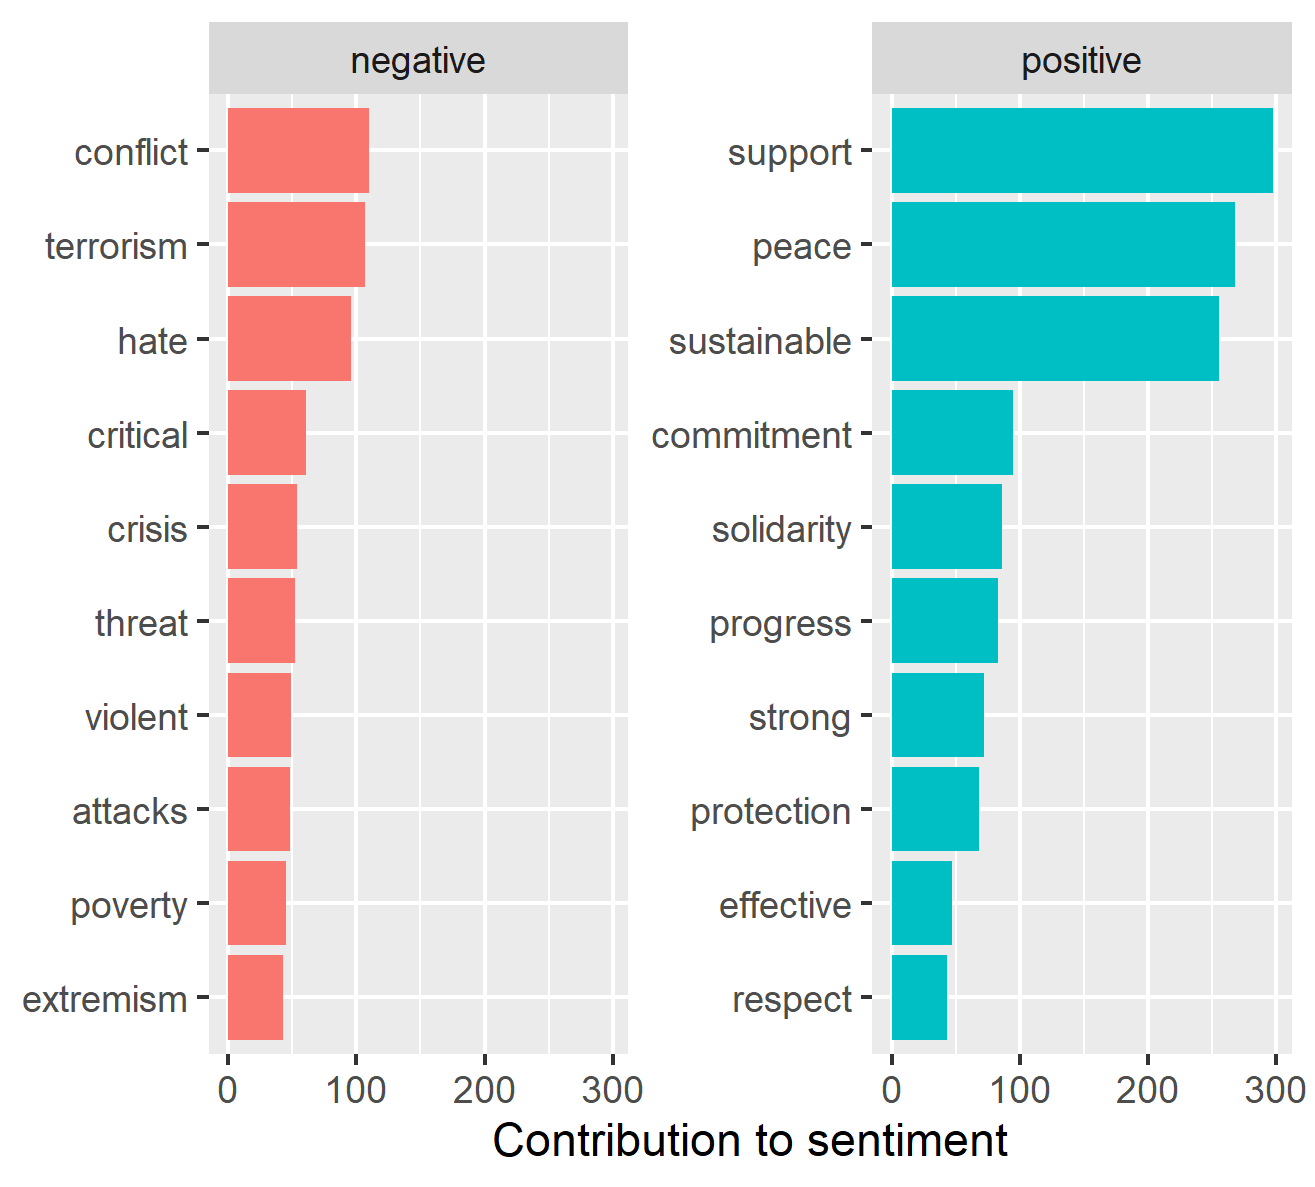 negative
conflict
terrorism
hate
critical
crisis
threat
violent
attacks
poverty
extremism
0 100 200 300
positive
support
peace
sustainable
commitment
solidarity
progress
strong
protection
effective
respect
0 100 200 300
Contribution to sentiment